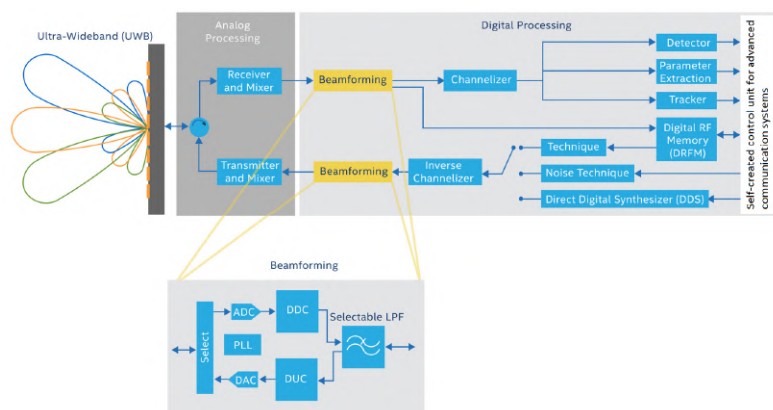 Ultra-Wideband (UWB)
Analog
Processing
Digital Processing
Receiver
and Mixer
Beamforming
Channelizer
Detector
Parameter
Extraction
Tracker
Digital RF
Memory
(DRFM)
Transmitter
and Mixer
Beamforming
Inverse
Channelizer
Technique
Noise Technique
Direct Digital Synthesizer (DDS)
Self-created control unit for advanced
communication systems
Beamforming
Select
ADC
DDC
Selectable LPF
PLL
DAC
DUC